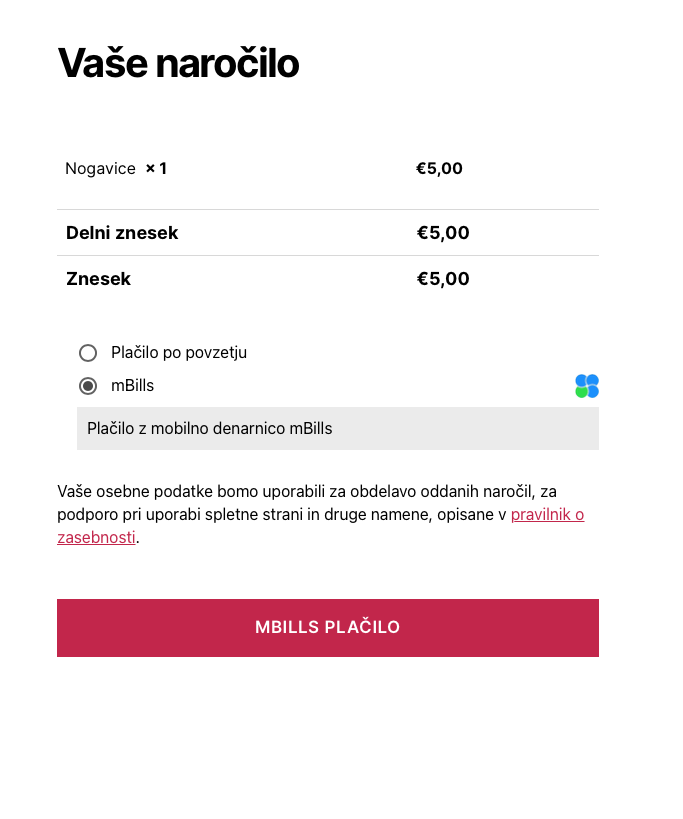 Vaše naročilo
Nogavice × 1 €5,00
Delni znesek €5,00
Znesek €5,00
Plačilo po povzetju
mBills
Plačilo z mobilno denarnico mBills
Vaše osebne podatke bomo uporabili za obdelavo oddanih naročil, za
podporo pri uporabi spletne strani in druge namene, opisane v pravilnik o
zasebnosti.
MBILLS PLAČILO